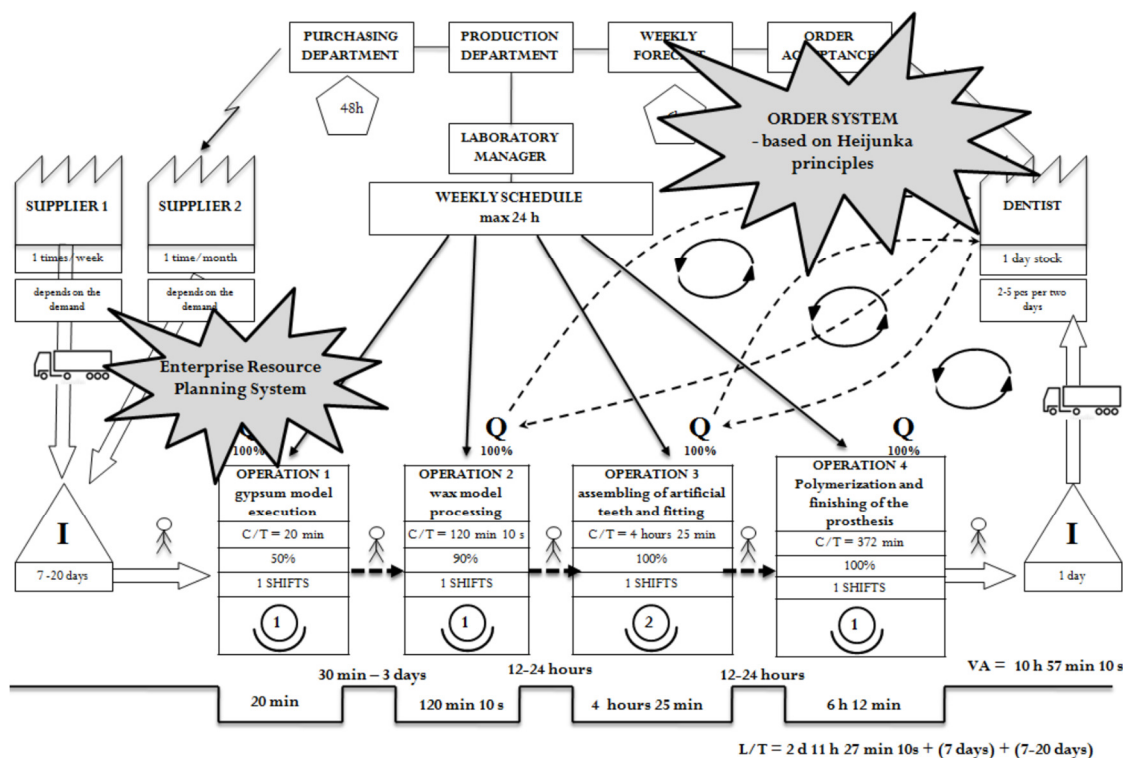 PURCHASING
DEPARTMENT
PRODUCTION
DEPARTMENT
WEEKLY
ORDER
48h
ORDER SYSTEM
- based on Heijunka
principles
LABORATORY
MANAGER
WEEKLY SCHEDULE
max 24 h
SUPPLIER 1
1 times/week
depends on the
demand
SUPPLIER 2
1 time/month
depends on the
demand
DENTIST
1 day stock
2-5 pcs per two
days
Enterprise Resource
Planning System
100%
Q
100%
Q
100%
Q
100%
I
7 -20 days
OPERATION 1
gypsum model
execution
C/T = 20 min
50%
1 SHIFTS
1
OPERATION 2
wax model
processing
C/T = 120 min 10 s
90%
1 SHIFTS
1
OPERATION 3
assembling of artificial
teeth and fitting
C/T = 4 hours 25 min
100%
1 SHIFTS
2
OPERATION 4
Polymerization and
finishing of the
prosthesis
C/T = 372 min
100%
1 SHIFTS
1
I
1 day
30 min – 3 days
12-24 hours
12-24 hours
VA = 10 h 57 min 10 s
20 min
120 min 10 s
4 hours 25 min
6 h 12 min
L/T = 2 d 11 h 27 min 10s + (7 days) + (7-20 days)